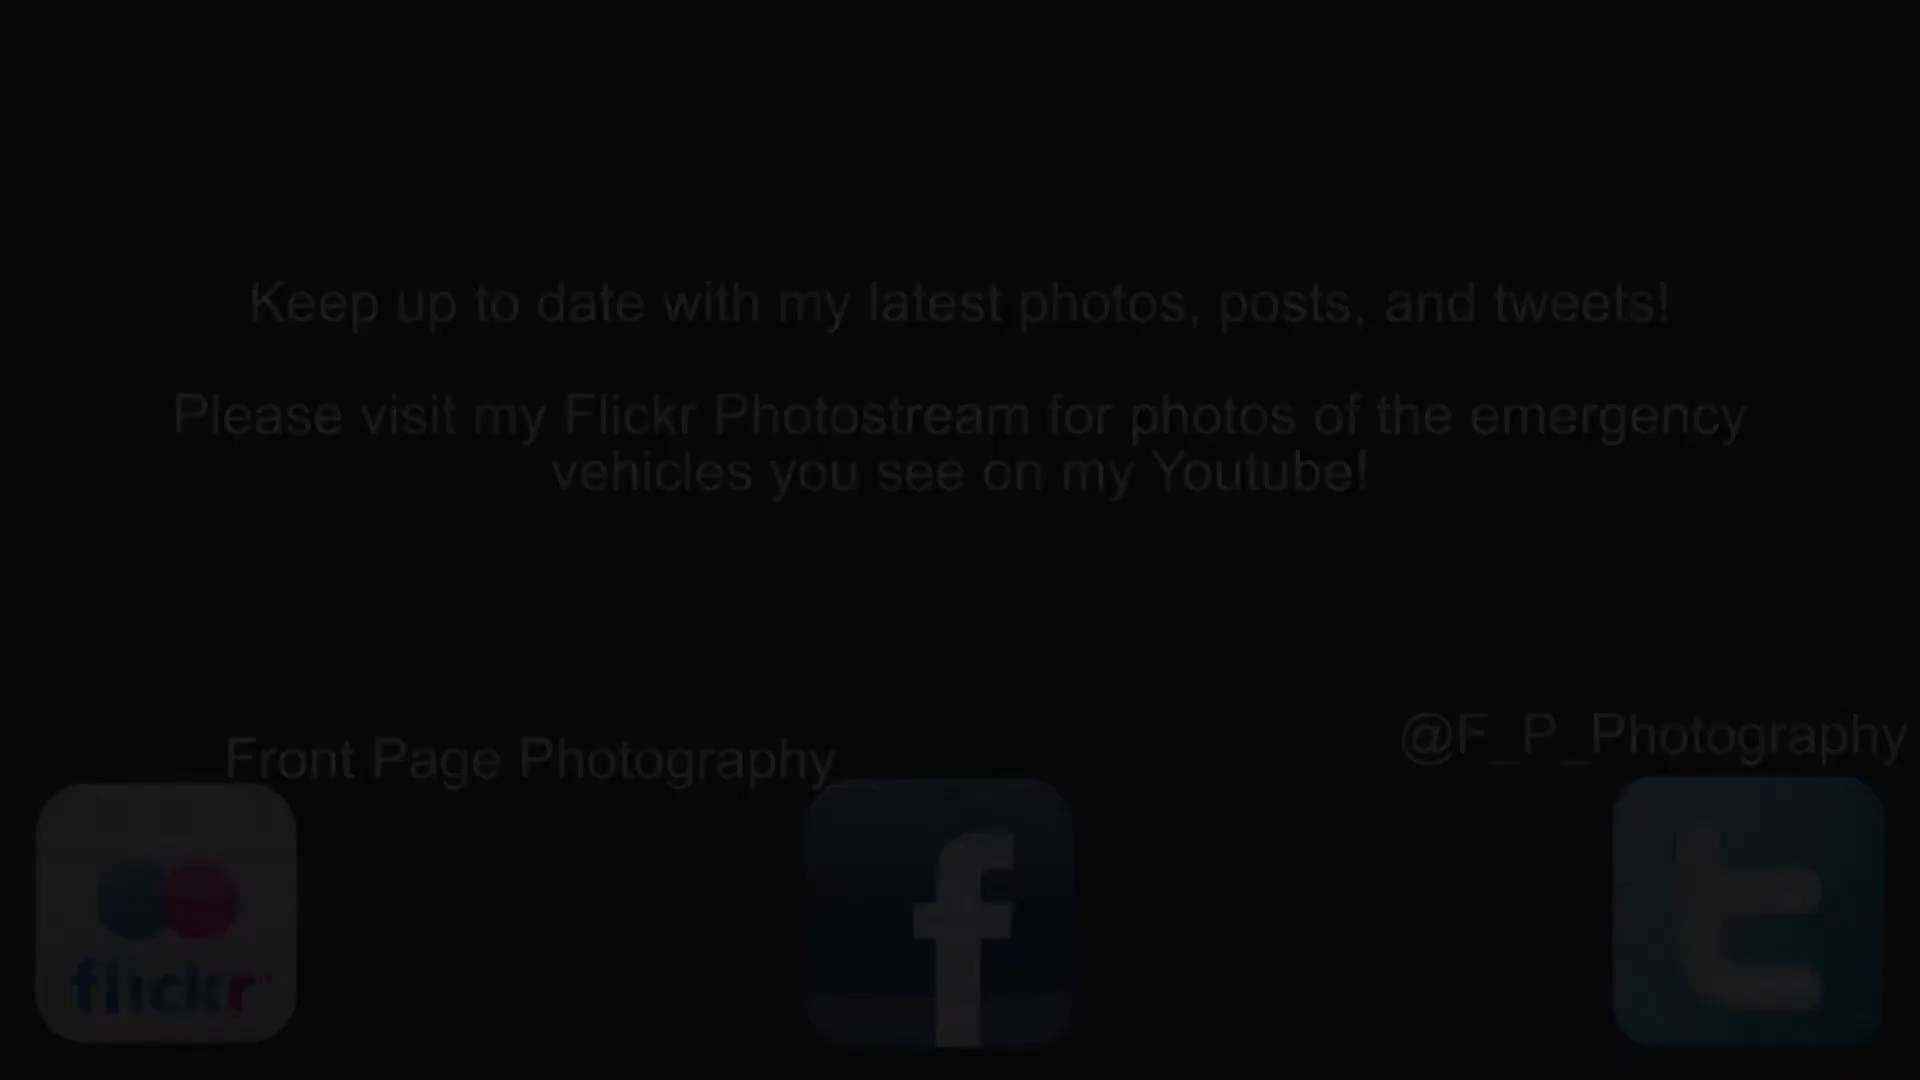 Keep up to date with my latest photos, posts, and tweets!
Please visit my Flickr Photostream for photos of the emergency
vehicles you see on my Youtube!
@F_P_Photography
Front Page Photography
flickr
f
t